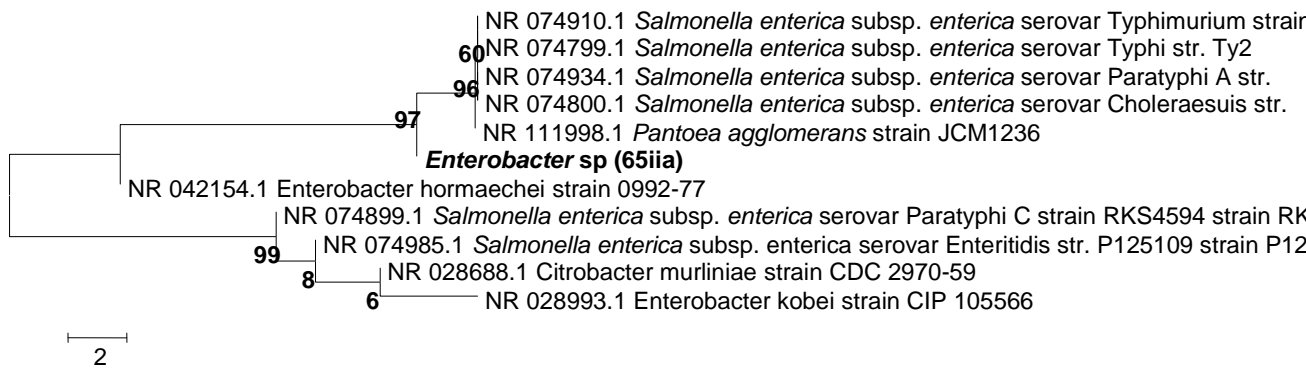 NR 074910.1 Salmonella enterica subsp. enterica serovar Typhimurium strain
NR 074799.1 Salmonella enterica subsp. enterica serovar Typhi str. Ty2
60
NR 074934.1 Salmonella enterica subsp. enterica serovar Paratyphi A str.
96
NR 074800.1 Salmonella enterica subsp. enterica serovar Choleraesuis str.
97
NR 111998.1 Pantoea agglomerans strain JCM1236
Enterobacter sp (65iia)
NR 042154.1 Enterobacter hormaechei strain 0992-77
NR 074899.1 Salmonella enterica subsp. enterica serovar Paratyphi C strain RKS4594 strain RK
99
NR 074985.1 Salmonella enterica subsp. enterica serovar Enteritidis str. P125109 strain P12
8
NR 028688.1 Citrobacter murliniae strain CDC 2970-59
6
NR 028993.1 Enterobacter kobei strain CIP 105566
2